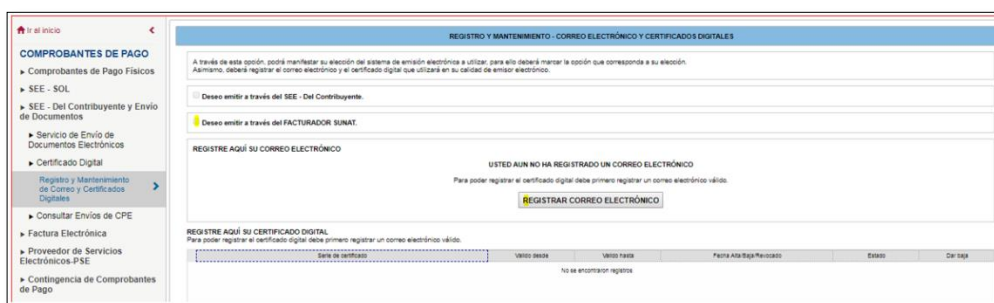 Ir al inicio
COMPROBANTES DE PAGO
Comprobantes de Pago Físicos
SEE - SOL
SEE - Del Contribuyente y Envío
de Documentos
Servicio de Envío de
Documentos Electrónicos
Certificado Digital
Registro y Mantenimiento
de Correo y Certificados
Digitales
Consultar Envíos de CPE
Factura Electrónica
Proveedor de Servicios
Electrónicos-PSE
Contingencia de Comprobantes
de Pago
REGISTRO Y MANTENIMIENTO - CORREO ELECTRÓNICO Y CERTIFICADOS DIGITALES
A través de esta opción, podrá manifestar su elección del sistema de emisión electrónica a utilizar, para ello deberá marcar la opción que corresponda a su elección.
Asimismo, deberá registrar el correo electrónico y el certificado digital que utilizará en su calidad de emisor electrónico.
Deseo emitir a través del SEE - Del Contribuyente.
Deseo emitir a través del FACTURADOR SUNAT.
REGISTRE AQUÍ SU CORREO ELECTRÓNICO
USTED AUN NO HA REGISTRADO UN CORREO ELECTRÓNICO
Para poder registrar el certificado digital debe primero registrar un correo electrónico válido.
REGISTRAR CORREO ELECTRÓNICO
REGISTRE AQUÍ SU CERTIFICADO DIGITAL
Para poder registrar el certificado digital debe primero registrar un correo electrónico válido.
Serie de certificado Valido desde Valido hasta Fecha Alta/Baja/Revocado Estado Dar baja
No se encontraron registros